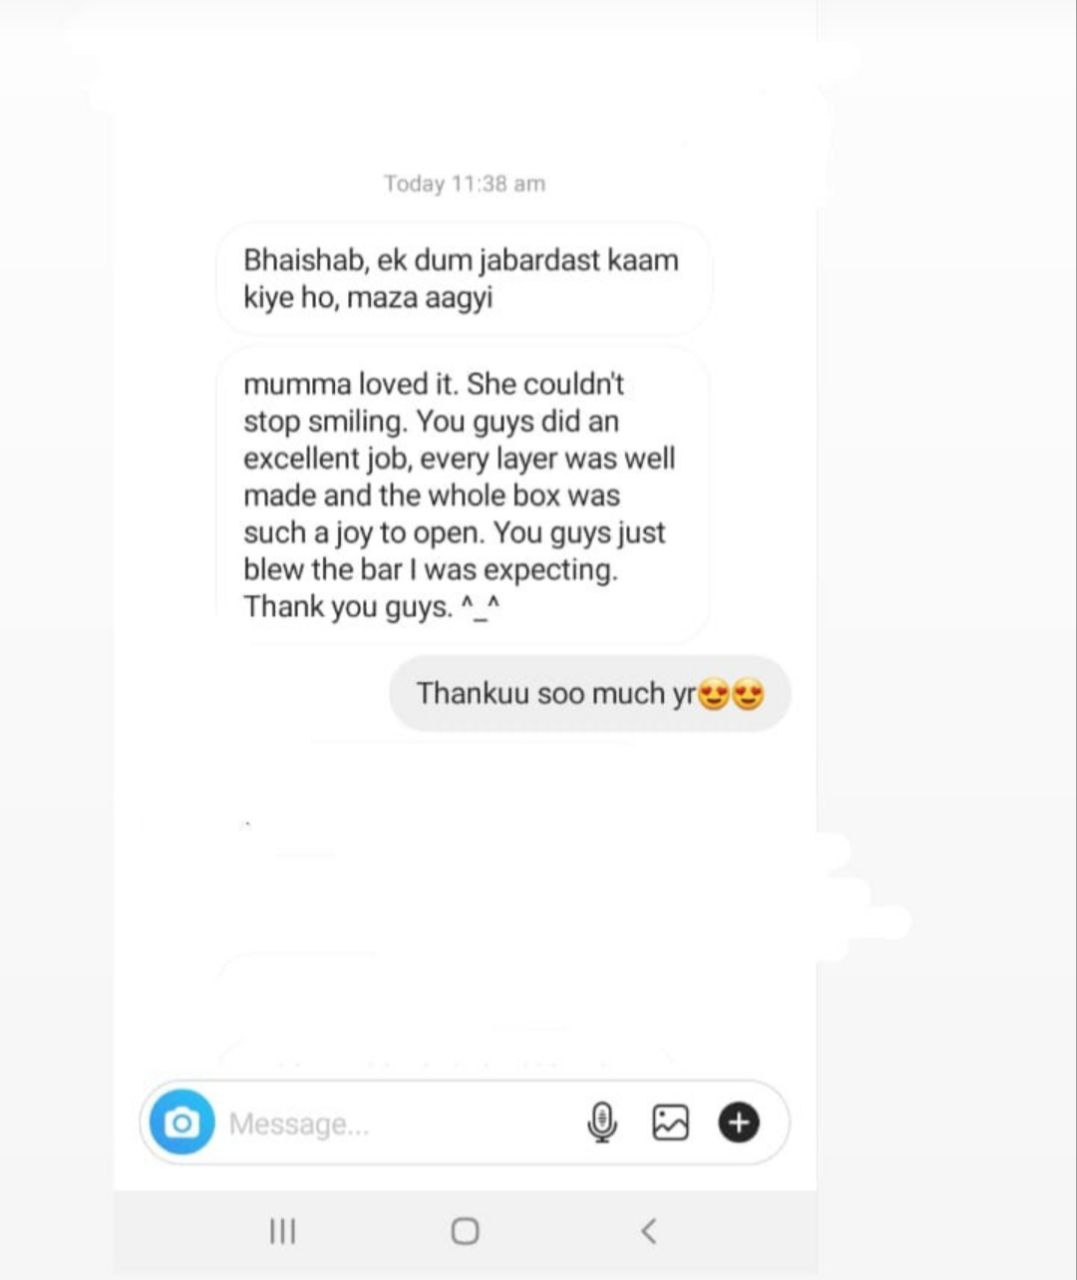 Today 11:38 am
Bhaishab, ek dum jabardast kaam
kiye ho, maza aagyi
mumma loved it. She couldn't
stop smiling. You guys did an
excellent job, every layer was well
made and the whole box was
such a joy to open. You guys just
blew the bar I was expecting.
Thank you guys. ^_^
Thankuu soo much yr😍😍
Message...